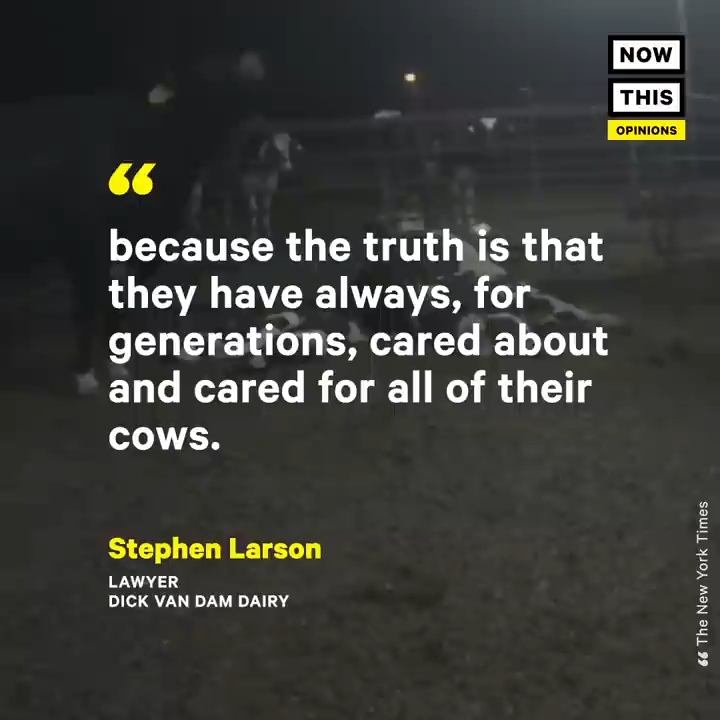 NOW
THIS
OPINIONS
“
because the truth is that
they have always, for
generations, cared about
and cared for all of their
cows.
Stephen Larson
LAWYER
DICK VAN DAM DAIRY
“ The New York Times